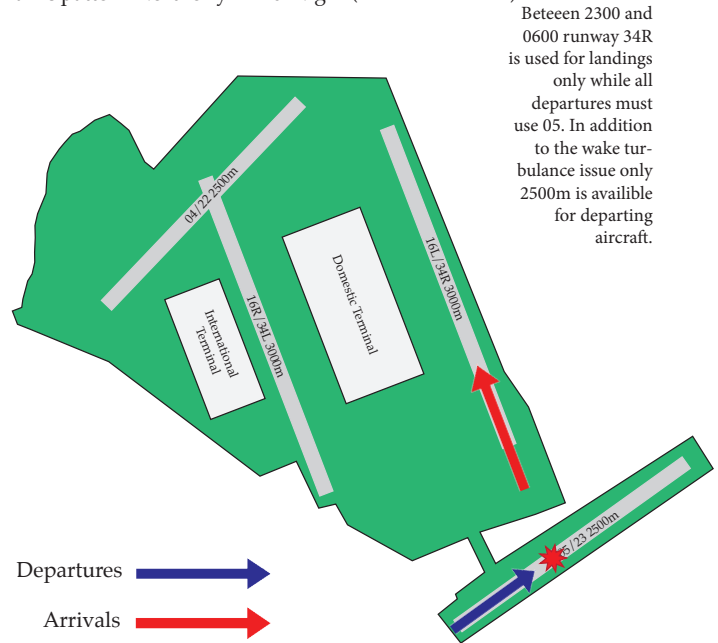 Beteeen 2300 and
0600 runway 34R
is used for landings
only while all
departures must
use 05. In addition
to the wake tur-
bulance issue only
2500m is availible
for departing
aircraft.
04/22 2500m
16R/34L 3000m
16L/34R 3000m
International
Terminal
Domestic Terminal
05/23 2500m
Departures
Arrivals